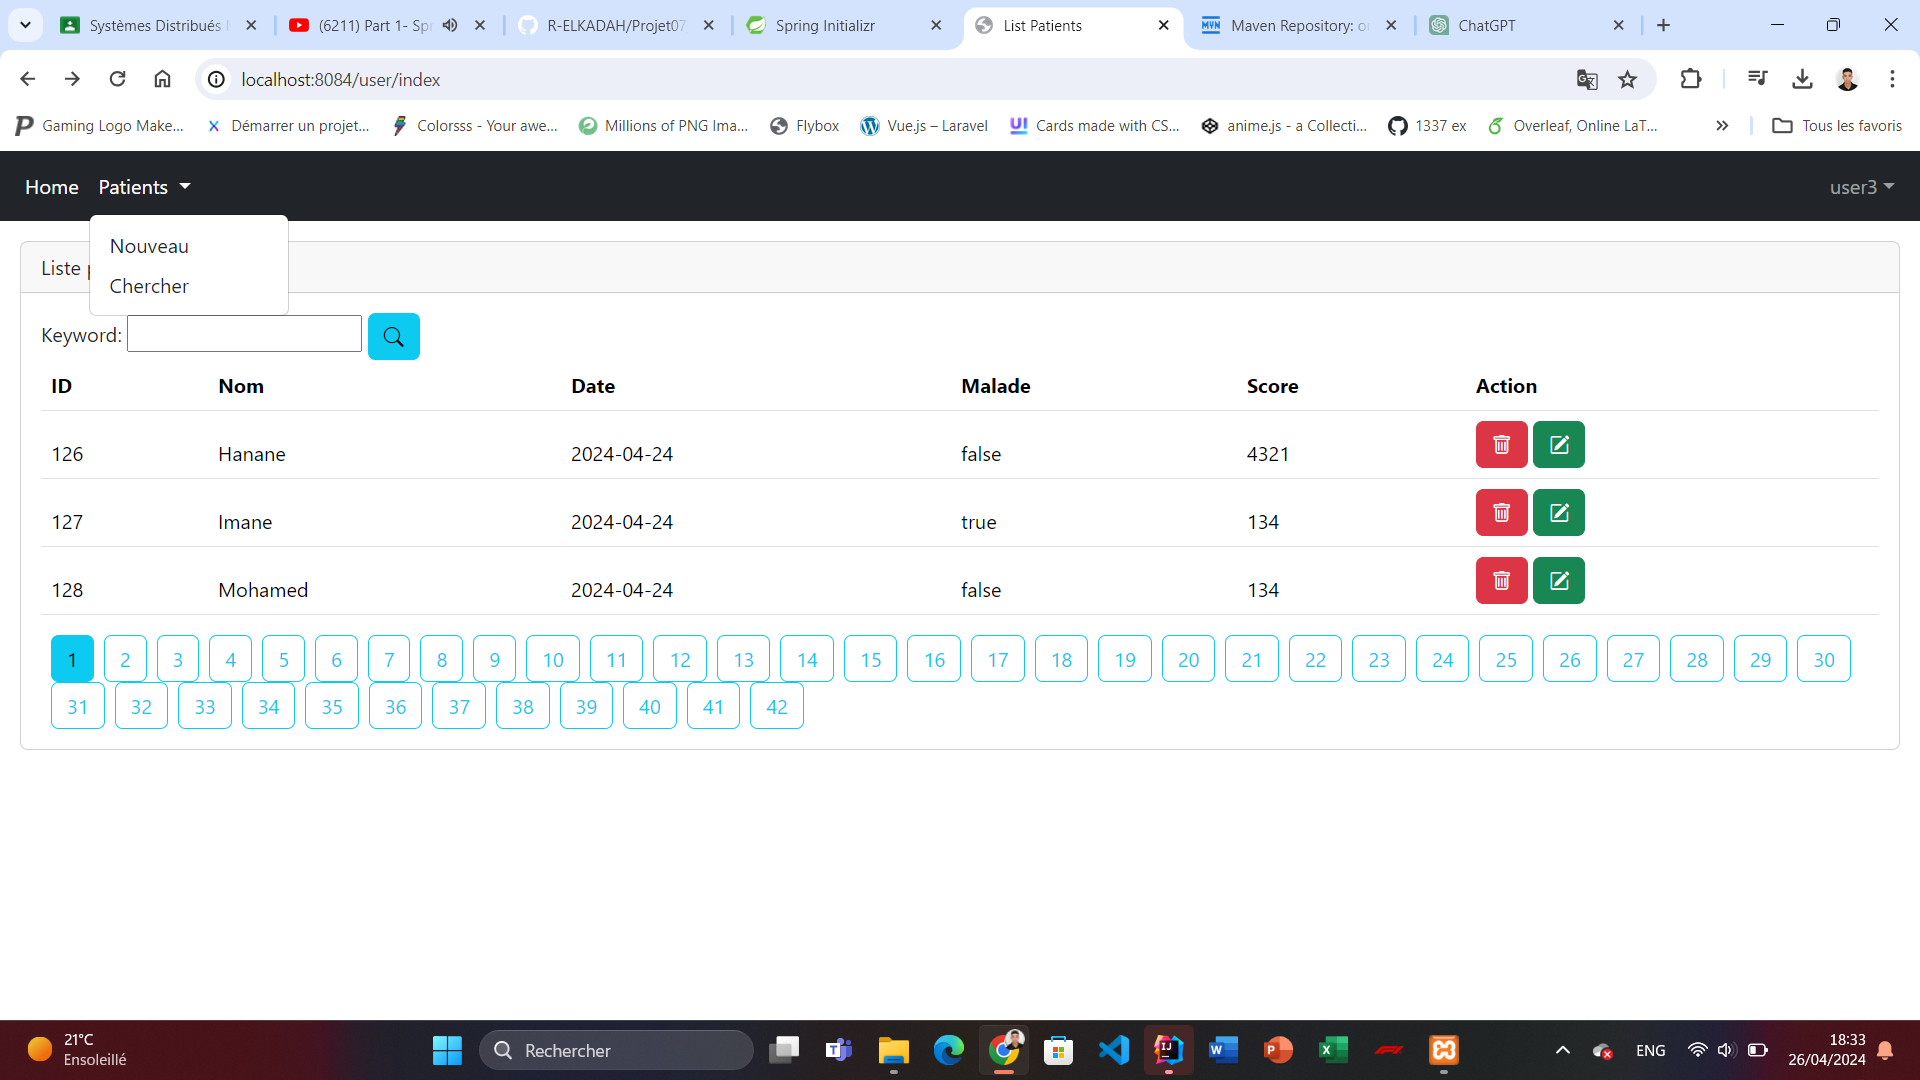 Systèmes Distribués
(6211) Part 1- Spr
R-ELKADAH/Projet07
Spring Initializr
List Patients
Maven Repository: or
ChatGPT
localhost:8084/user/index
Gaming Logo Make...
Démarrer un projet...
Colorsss - Your awe...
Millions of PNG Ima...
Flybox
Vue.js – Laravel
Cards made with CS...
anime.js - a Collecti...
1337 ex
Overleaf, Online LaT...
Tous les favoris
Home
Patients
user3
Nouveau
Chercher
Liste
Keyword:
ID Nom Date Malade Score Action
126 Hanane 2024-04-24 false 4321
127 Imane 2024-04-24 true 134
128 Mohamed 2024-04-24 false 134
1 2 3 4 5 6 7 8 9 10 11 12 13 14 15 16 17 18 19 20 21 22 23 24 25 26 27 28 29 30
31 32 33 34 35 36 37 38 39 40 41 42
21°C
Ensoleillé
Rechercher
ENG
18:33
26/04/2024